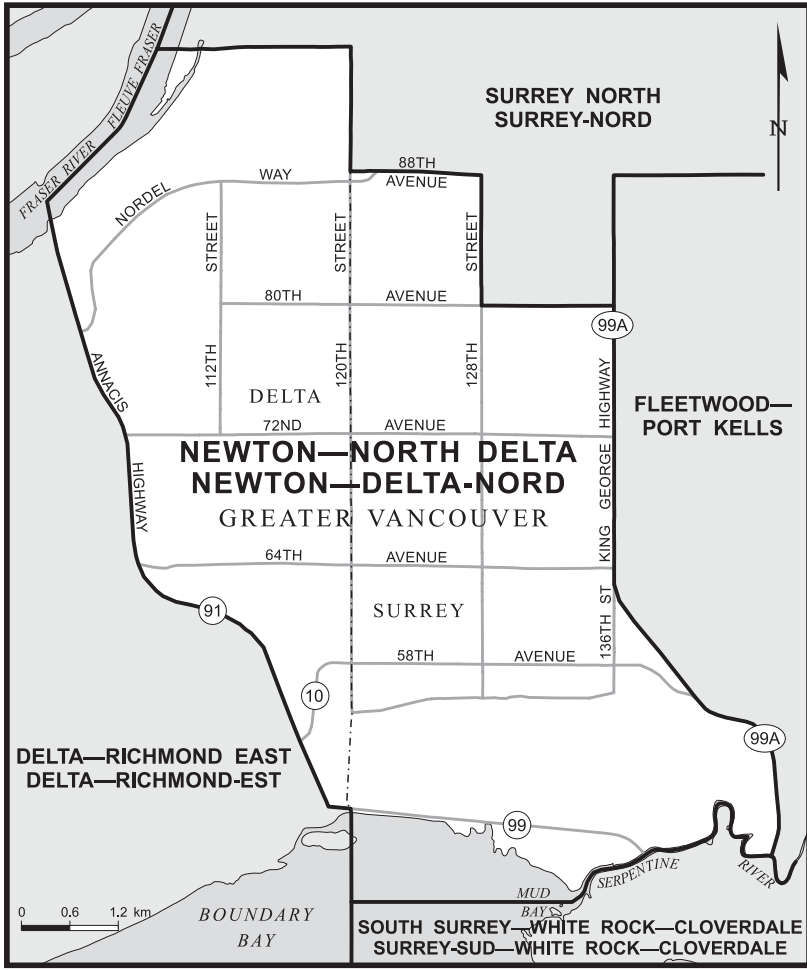 FRASER RIVER FLEUVE FRASER
SURREY NORTH
SURREY-NORD
N
88TH
AVENUE
NORDEL WAY
STREET
STREET
STREET
80TH AVENUE
99A
112TH
120TH
128TH
HIGHWAY
ANNACIS
DELTA
FLEETWOOD—
PORT KELLS
72ND AVENUE
NEWTON—NORTH DELTA
NEWTON—DELTA-NORD
GREATER VANCOUVER
HIGHWAY
KING GEORGE
64TH AVENUE
91
SURREY
136TH ST
58TH AVENUE
10
DELTA—RICHMOND EAST
DELTA—RICHMOND-EST
99A
99
SERPENTINE RIVER
MUD
BAY
0 0.6 1.2 km
BOUNDARY
BAY
SOUTH SURREY—WHITE ROCK—CLOVERDALE
SURREY-SUD—WHITE ROCK—CLOVERDALE